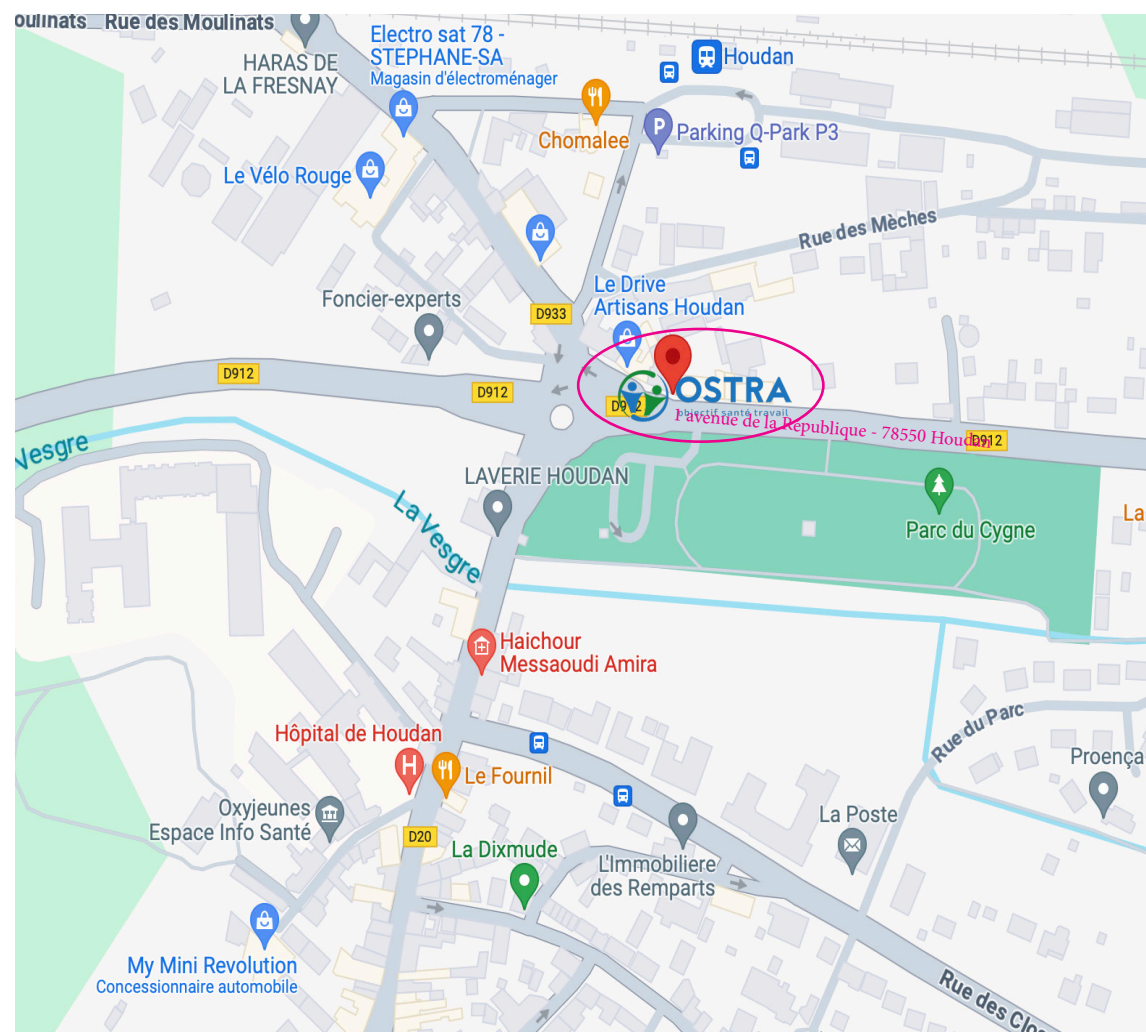 oulinats
Rue des Moulinats
HARAS DE
LA FRESNAY
Electro sat 78 -
STEPHANE-SA
Magasin d'électroménager
Houdan
Chomalee
Parking Q-Park P3
Le Vélo Rouge
Rue des Mèches
Le Drive
Artisans Houdan
Foncier-experts
D933
D912
D912
D912
OSTRA
objectif santé travail
1 avenue de la République - 78550 Houdan
D912
Vesgre
LAVERIE HOUDAN
La Vesgre
Parc du Cygne
La
Haichour
Messaoudi Amira
Rue du Parc
Hôpital de Houdan
Le Fournil
Proença
Oxyjeunes
Espace Info Santé
La Poste
D20
La Dixmude
L'Immobiliere
des Remparts
My Mini Revolution
Concessionnaire automobile
Rue des Clos